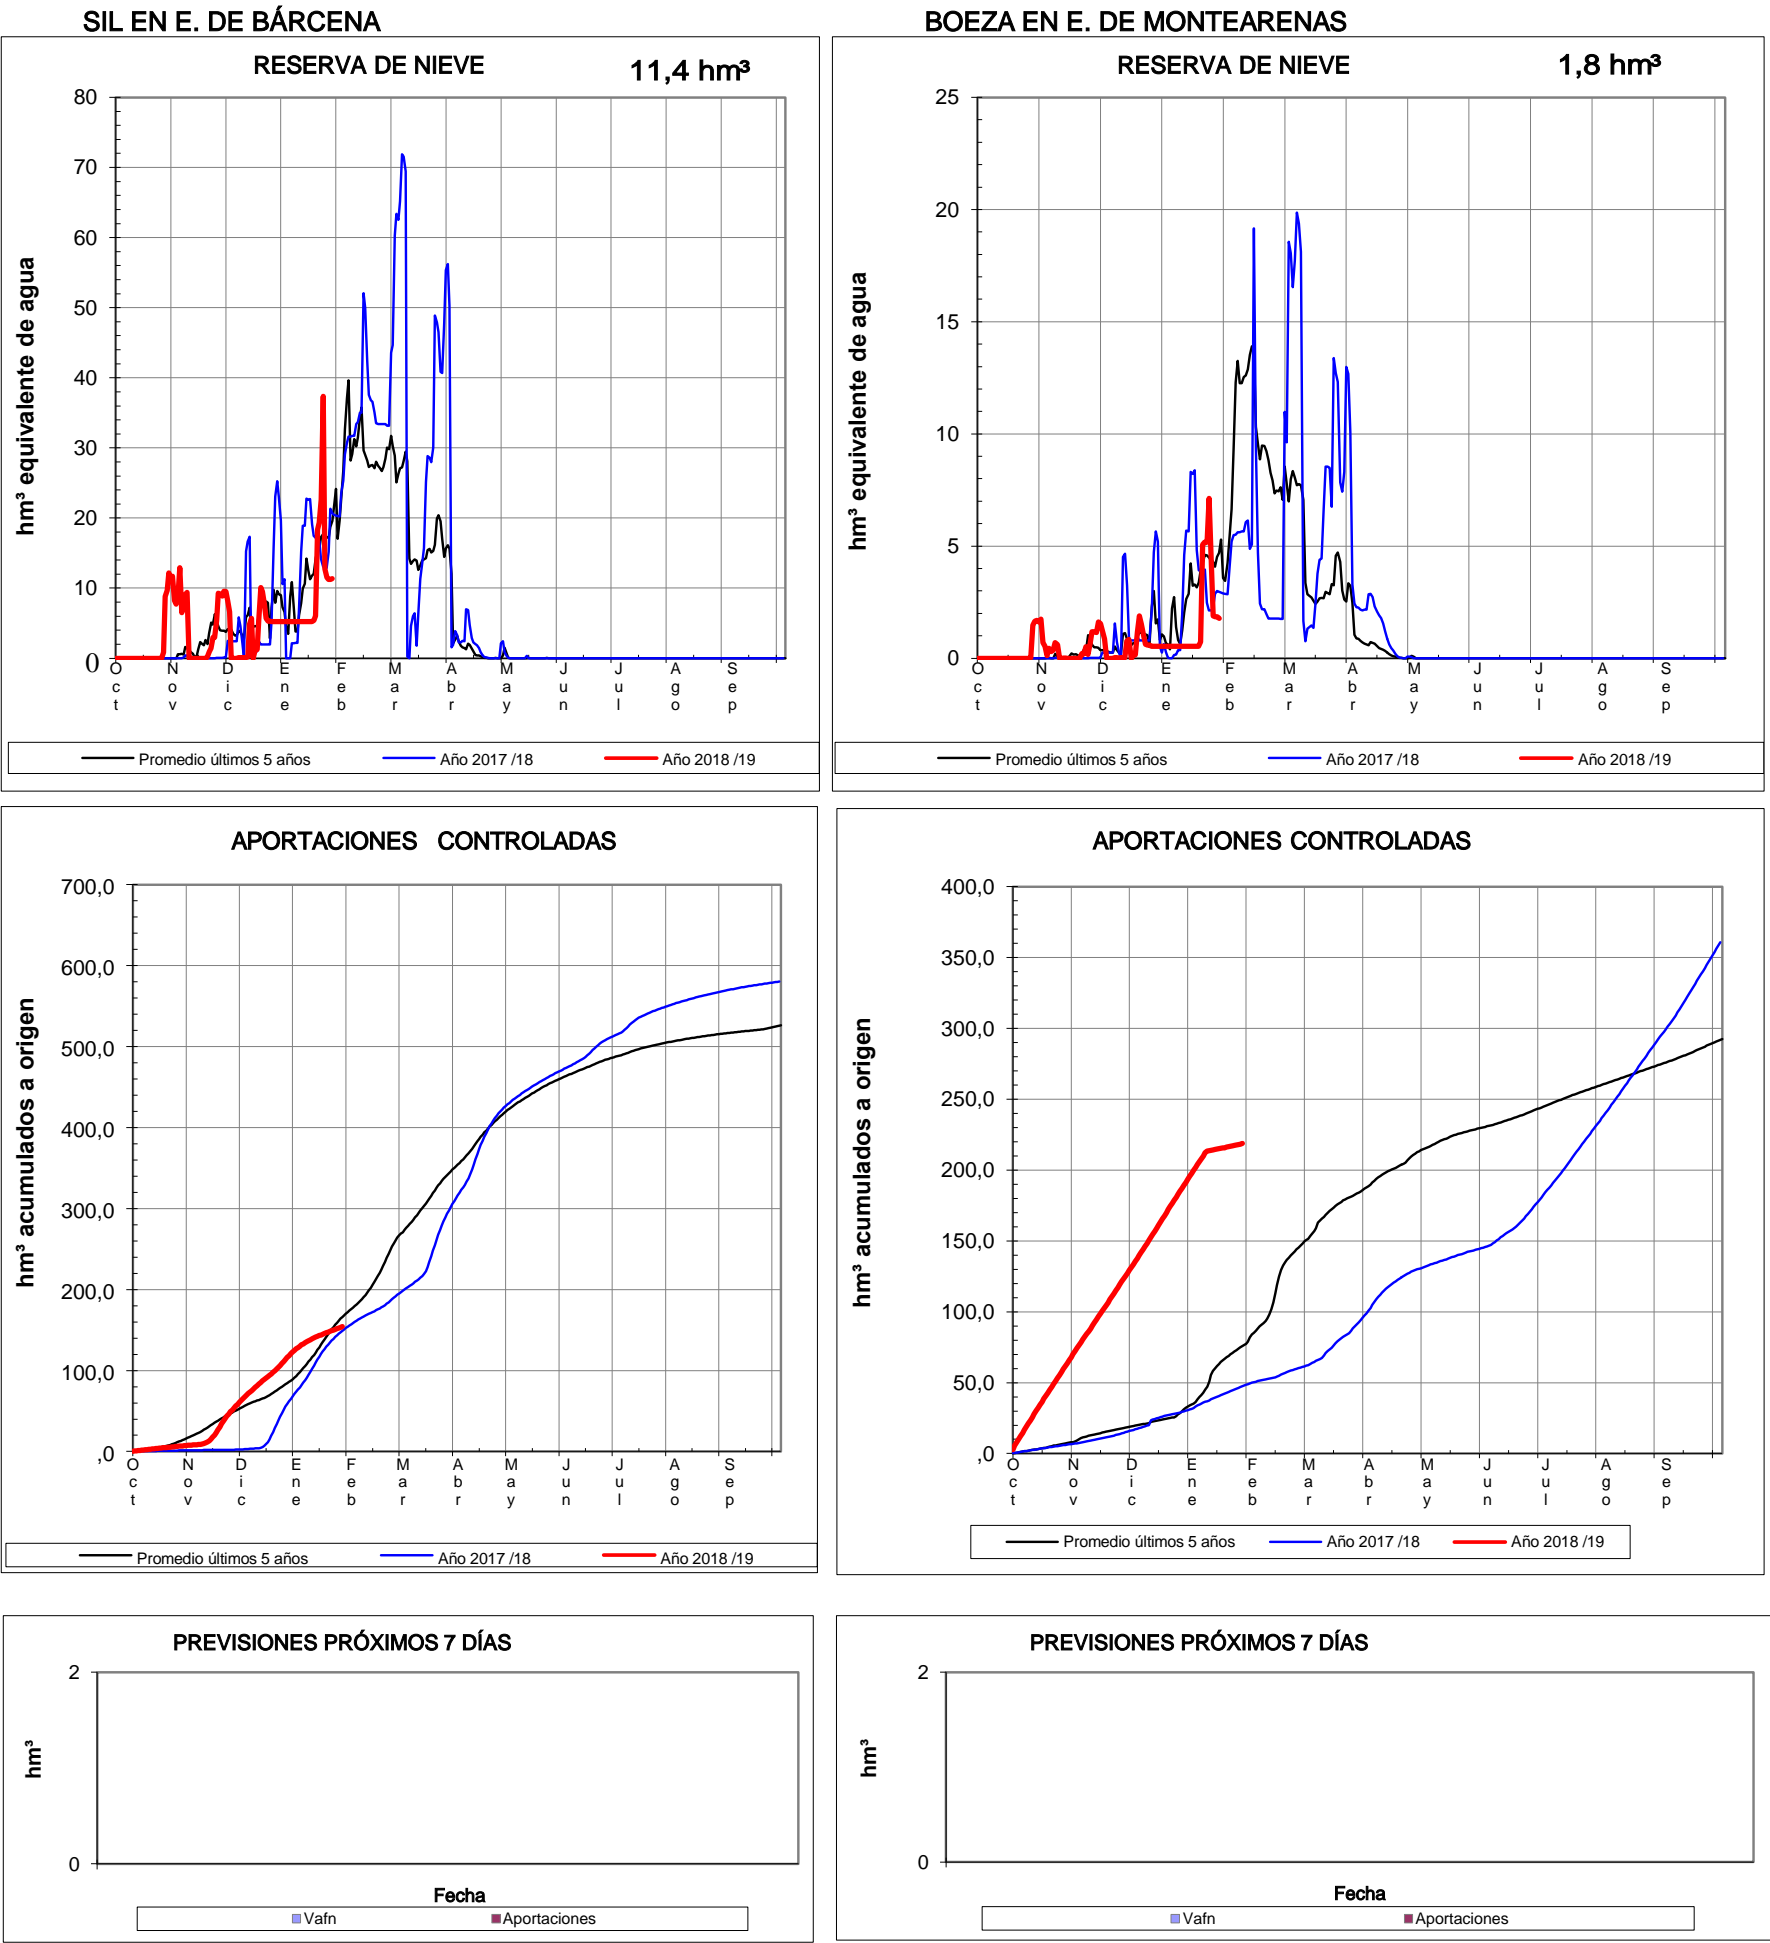 SIL EN E. DE BÁRCENA
RESERVA DE NIEVE
11,4 hm³
hm³ equivalente de agua
80
70
60
50
40
30
20
10
0
Oct Nov Dic Ene Feb Mar Abr May Jun Jul Ago Sep
Promedio últimos 5 años Año 2017 /18 Año 2018 /19
BOEZA EN E. DE MONTEARENAS
RESERVA DE NIEVE
1,8 hm³
hm³ equivalente de agua
25
20
15
10
5
0
Oct Nov Dic Ene Feb Mar Abr May Jun Jul Ago Sep
Promedio últimos 5 años Año 2017 /18 Año 2018 /19
APORTACIONES CONTROLADAS
hm³ acumulados a origen
700,0
600,0
500,0
400,0
300,0
200,0
100,0
,0
Oct Nov Dic Ene Feb Mar Abr May Jun Jul Ago Sep
Promedio últimos 5 años Año 2017 /18 Año 2018 /19
APORTACIONES CONTROLADAS
hm³ acumulados a origen
400,0
350,0
300,0
250,0
200,0
150,0
100,0
50,0
,0
Oct Nov Dic Ene Feb Mar Abr May Jun Jul Ago Sep
Promedio últimos 5 años Año 2017 /18 Año 2018 /19
PREVISIONES PRÓXIMOS 7 DÍAS
hm³
2
0
Fecha
Vafn Aportaciones
PREVISIONES PRÓXIMOS 7 DÍAS
hm³
2
0
Fecha
Vafn Aportaciones